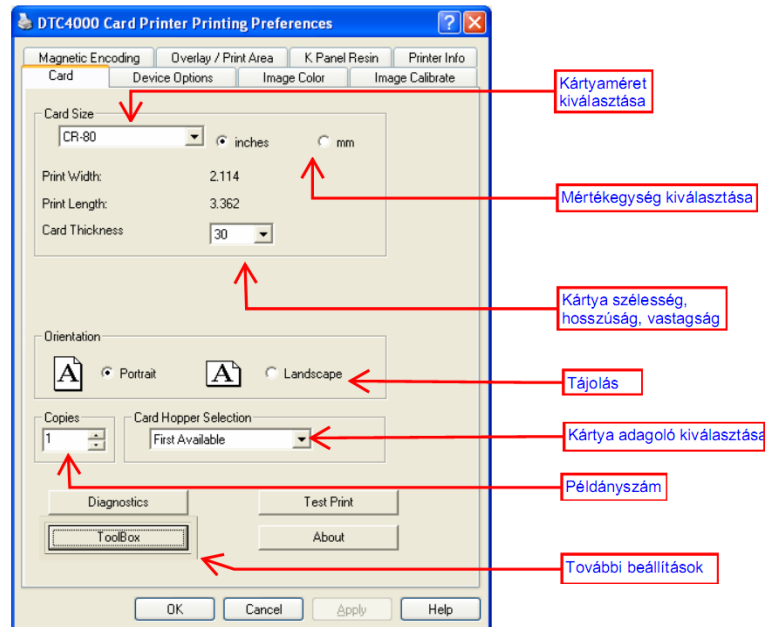 DTC4000 Card Printer Printing Preferences
Magnetic Encoding
Overlay / Print Area
K Panel Resin
Printer Info
Card
Device Options
Image Color
Image Calibrate
Card Size
CR-80
inches
mm
Print Width:
2.114
Print Length:
3.362
Card Thickness
30
Orientation
A
Portrait
A
Landscape
Copies
1
Card Hopper Selection
First Available
Diagnostics
Test Print
ToolBox
About
OK
Cancel
Apply
Help
Kártyaméret
kiválasztása
Mértékegység kiválasztása
Kártya szélesség,
hosszúság, vastagság
Tájolás
Kártya adagoló kiválasztása
Példányszám
További beállítások